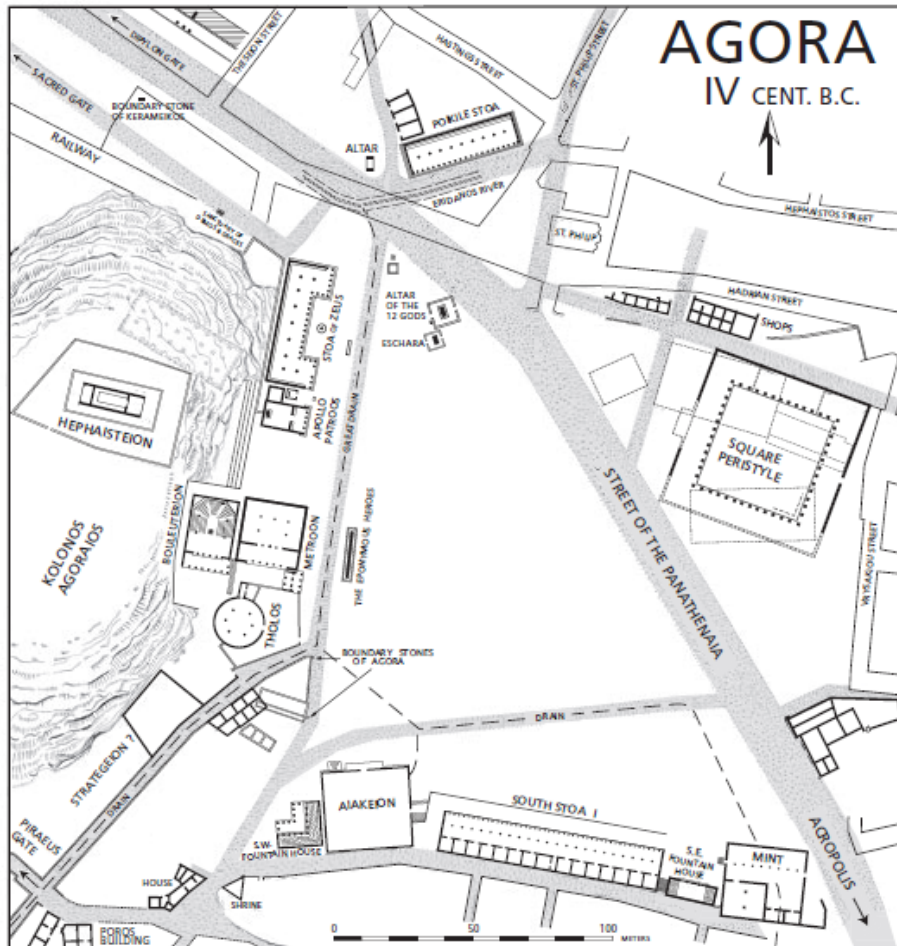 AGORA
IV CENT. B.C.
DIPYLON GATE
THESEION STREET
HASTINGS STREET
ST. PHILIP STREET
SACRED GATE
BOUNDARY STONE
OF KERAMEIKOS
RAILWAY
ALTAR
POIKILE STOA
ERIDANOS RIVER
HEPHAISTOS STREET
ST. PHILIP
HADRIAN STREET
SHOPS
STOA OF ZEUS
ALTAR
OF THE
12 GODS
ESCHARA
APOLLO
PATROOS
GREAT DRAIN
HEPHAISTEION
SQUARE
PERISTYLE
STREET OF THE PANATHENAIA
VRYSAKIOU STREET
KOLONOS
AGORAIOS
BOULEUTERION
METROON
THE EPONYMOUS HEROES
THOLOS
BOUNDARY STONES
OF AGORA
STRATEGEION ?
DRAIN
DRAIN
PIRAEUS
GATE
AIAKEION
SOUTH STOA I
S.W.
FOUNTAIN HOUSE
S.E.
FOUNTAIN
HOUSE
MINT
ACROPOLIS
HOUSE
SHRINE
POROS
BUILDING
0 50 100
METERS